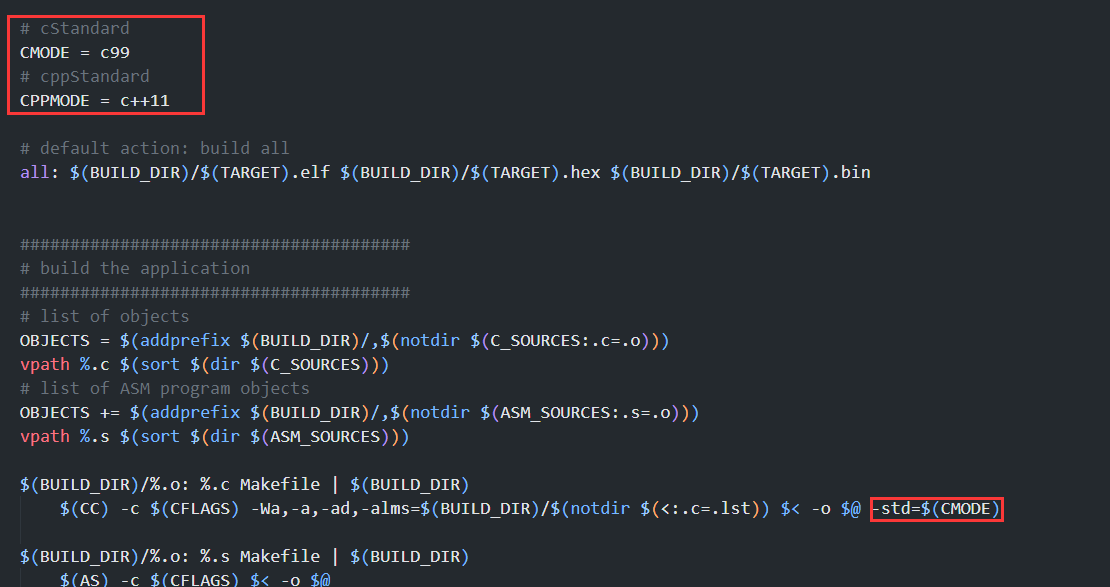 # cStandard
CMODE = c99
# cppStandard
CPPMODE = c++11
# default action: build all
all: $(BUILD_DIR)/$(TARGET).elf $(BUILD_DIR)/$(TARGET).hex $(BUILD_DIR)/$(TARGET).bin
#######################################
# build the application
#######################################
# list of objects
OBJECTS = $(addprefix $(BUILD_DIR)/,$(notdir $(C_SOURCES:.c=.o)))
vpath %.c $(sort $(dir $(C_SOURCES)))
# list of ASM program objects
OBJECTS += $(addprefix $(BUILD_DIR)/,$(notdir $(ASM_SOURCES:.s=.o)))
vpath %.s $(sort $(dir $(ASM_SOURCES)))
$(BUILD_DIR)/%.o: %.c Makefile | $(BUILD_DIR)
$(CC) -c $(CFLAGS) -Wa,-a,-ad,-alms=$(BUILD_DIR)/$(notdir $(<:.c=.lst)) $< -o $@ -std=$(CMODE)
$(BUILD_DIR)/%.o: %.s Makefile | $(BUILD_DIR)
$(AS) -c $(CFLAGS) $< -o $@